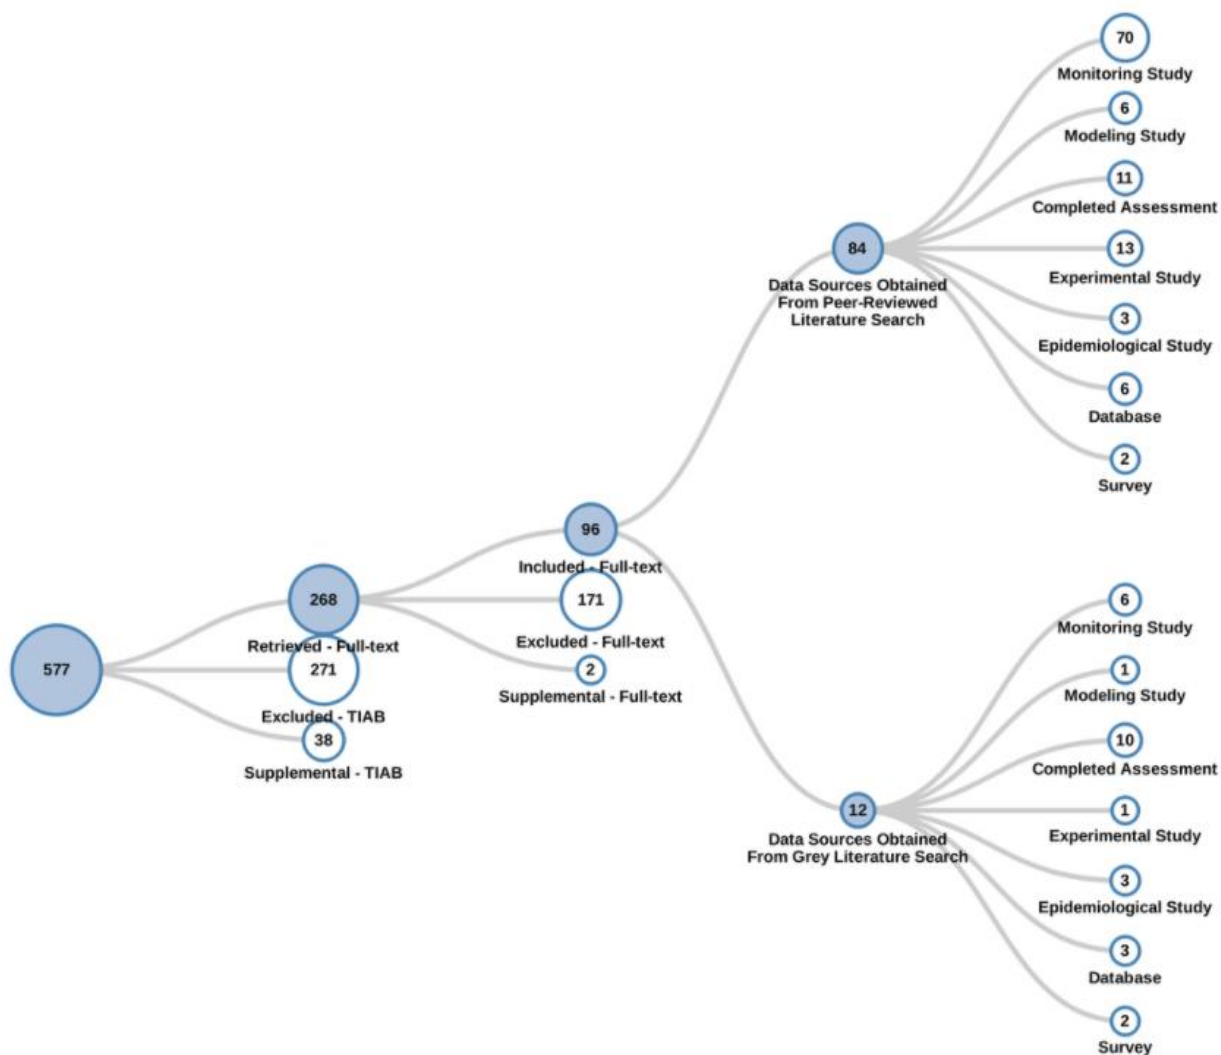 577
268
Retrieved - Full-text
271
Excluded - TIAB
38
Supplemental - TIAB
96
Included - Full-text
171
Excluded - Full-text
2
Supplemental - Full-text
84
Data Sources Obtained
From Peer-Reviewed
Literature Search
70
Monitoring Study
6
Modeling Study
11
Completed Assessment
13
Experimental Study
3
Epidemiological Study
6
Database
2
Survey
12
Data Sources Obtained
From Grey Literature Search
6
Monitoring Study
1
Modeling Study
10
Completed Assessment
1
Experimental Study
3
Epidemiological Study
3
Database
2
Survey